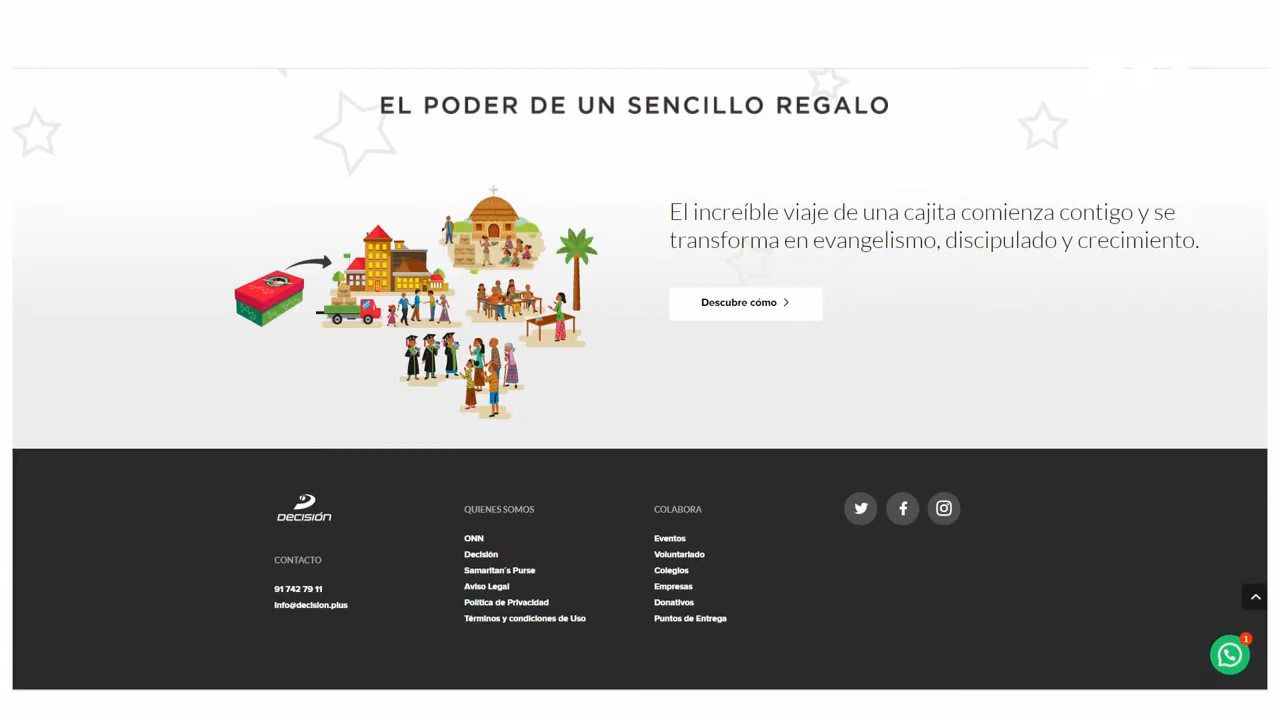 EL PODER DE UN SENCILLO REGALO
El increíble viaje de una cajita comienza contigo y se
transforma en evangelismo, discipulado y crecimiento.
Descubre cómo
DECISIÓN
CONTACTO
91 742 79 11
info@decision.plus
QUIENES SOMOS
ONN
Decisión
Samaritan´s Purse
Aviso Legal
Política de Privacidad
Términos y condiciones de Uso
COLABORA
Eventos
Voluntariado
Colegios
Empresas
Donativos
Puntos de Entrega
1